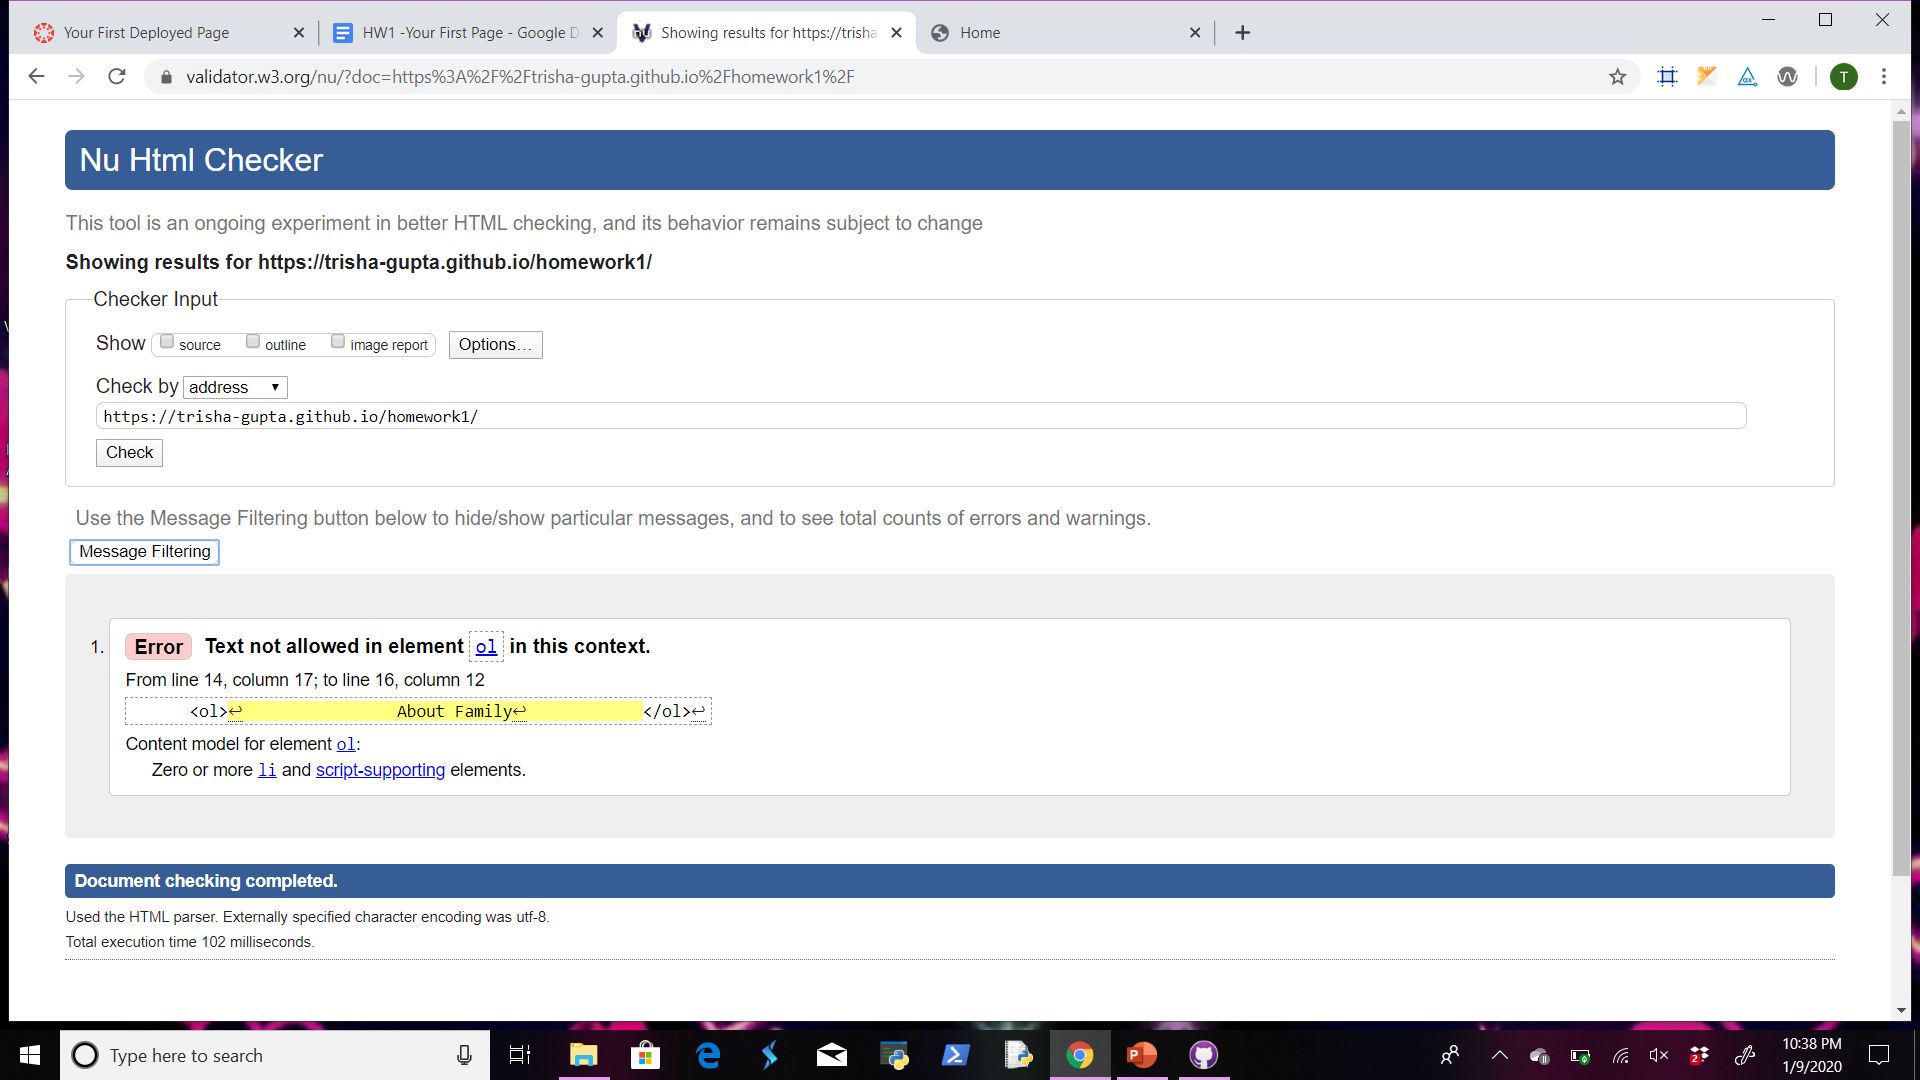 Your First Deployed Page
HW1 -Your First Page - Google D
Showing results for https://trisha
Home
validator.w3.org/nu/?doc=https%3A%2F%2Ftrisha-gupta.github.io%2Fhomework1%2F
T
Nu Html Checker
This tool is an ongoing experiment in better HTML checking, and its behavior remains subject to change
Showing results for https://trisha-gupta.github.io/homework1/
Checker Input
Show source outline image report Options...
Check by address
https://trisha-gupta.github.io/homework1/
Check
Use the Message Filtering button below to hide/show particular messages, and to see total counts of errors and warnings.
Message Filtering
1. Error Text not allowed in element ol in this context.
From line 14, column 17; to line 16, column 12
<ol>↩ About Family↩ </ol>↩
Content model for element ol:
Zero or more li and script-supporting elements.
Document checking completed.
Used the HTML parser. Externally specified character encoding was utf-8.
Total execution time 102 milliseconds.
Type here to search
10:38 PM
1/9/2020